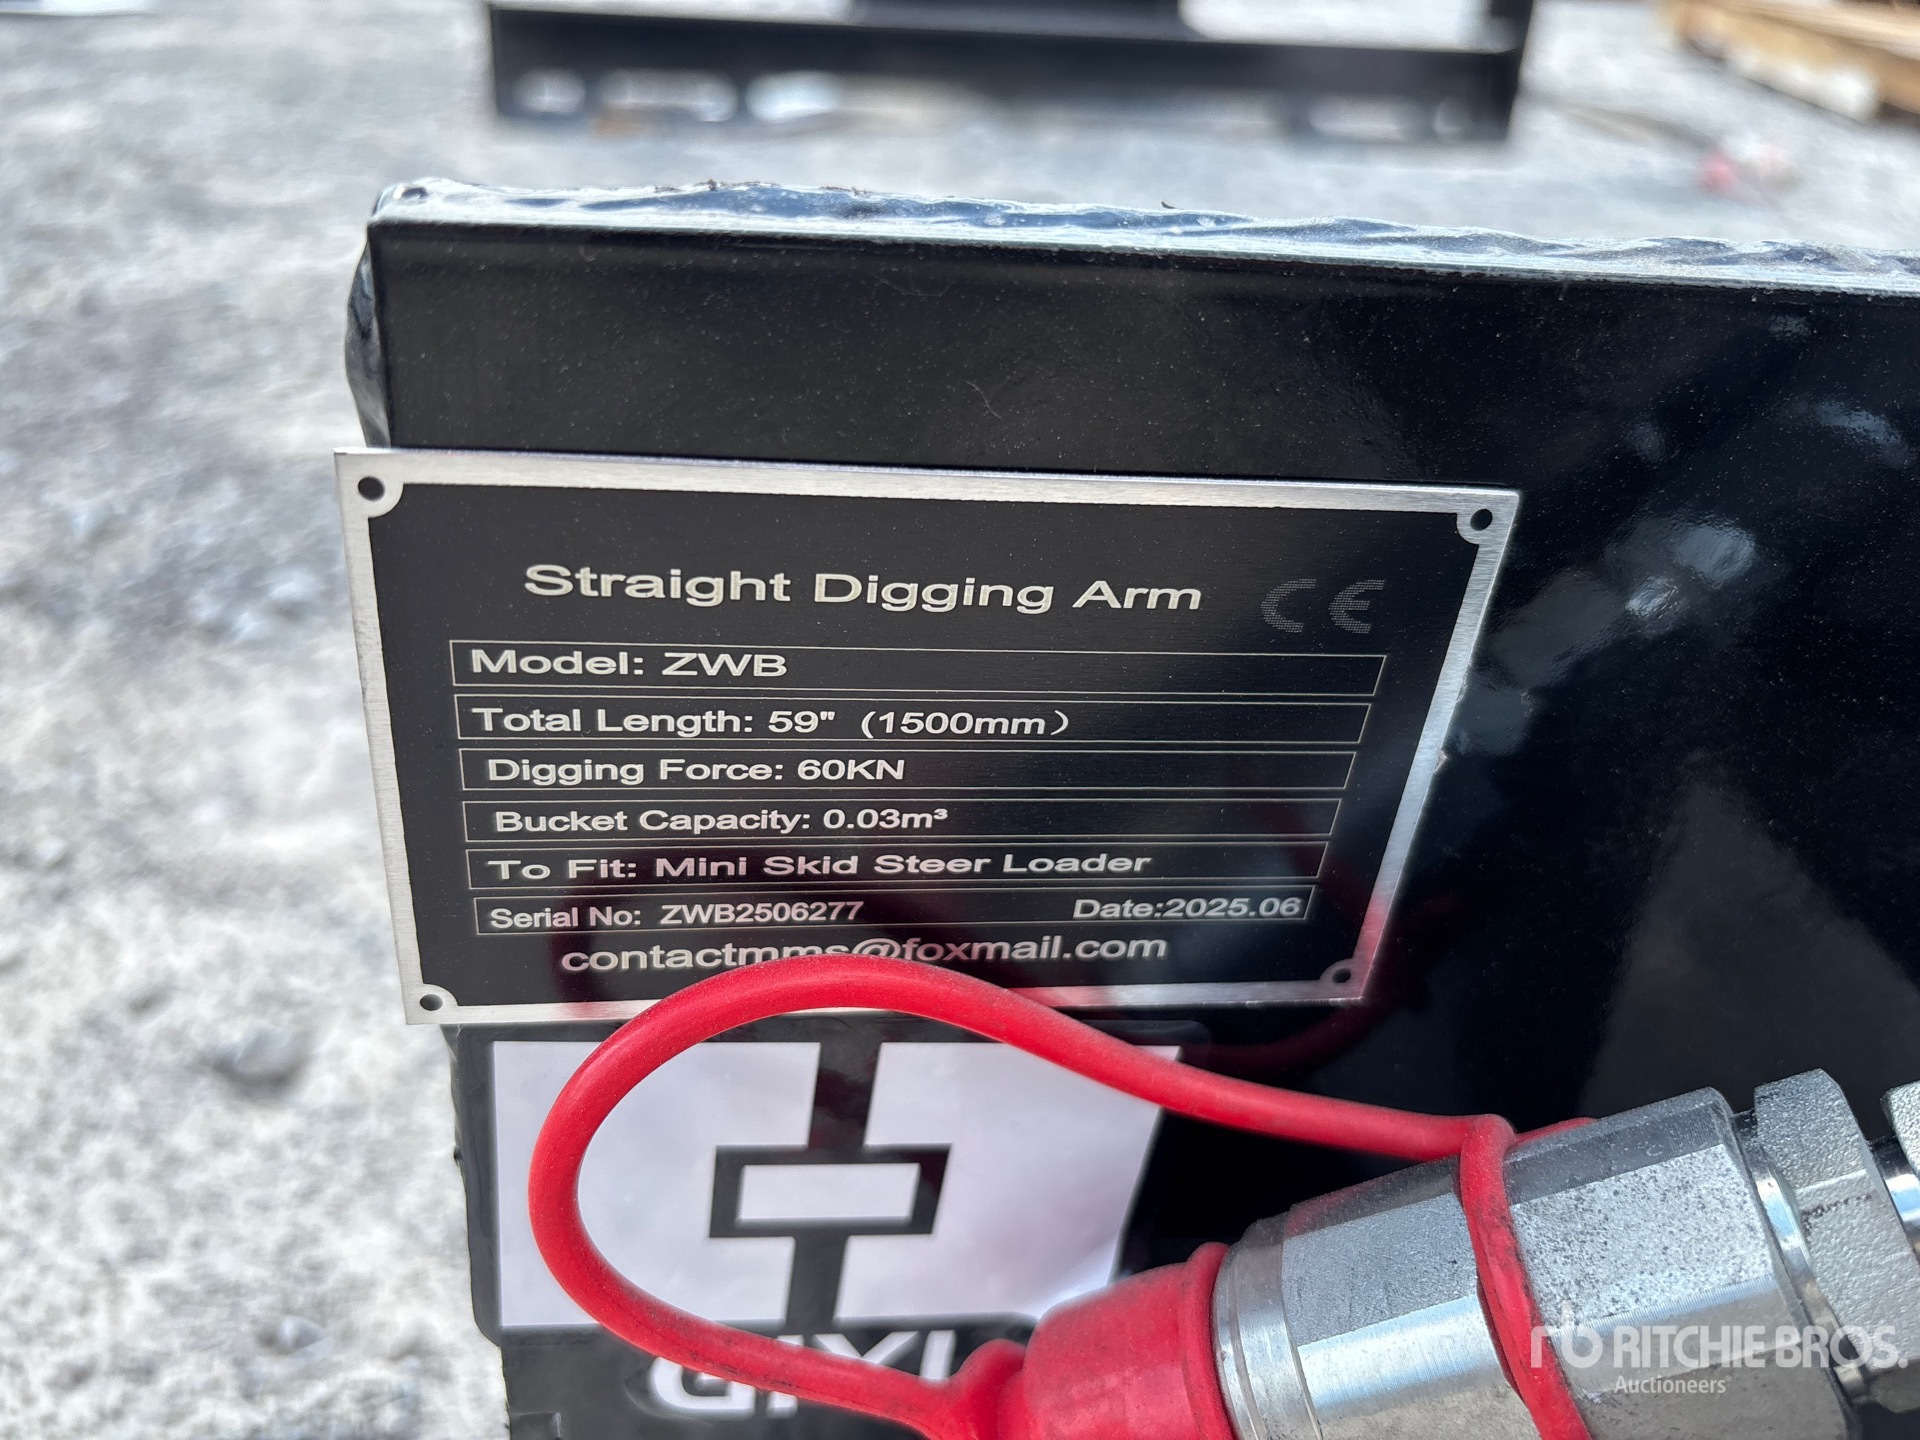 Straight Digging Arm CE
Model: ZWB
Total Length: 59" (1500mm)
Digging Force: 60KN
Bucket Capacity: 0.03m³
To Fit: Mini Skid Steer Loader
Serial No: ZWB2506277 Date:2025.06
contactmms@foxmail.com
rb RITCHIE BROS.
Auctioneers